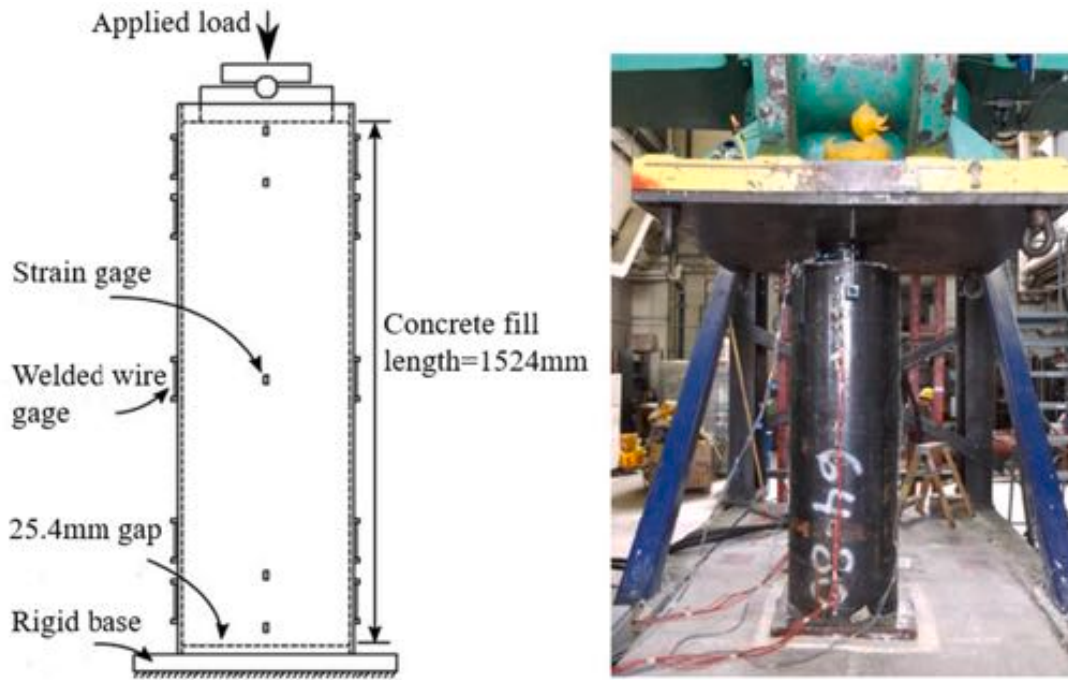 Applied load
Strain gage
Concrete fill
length=1524mm
Welded wire
gage
25.4mm gap
Rigid base